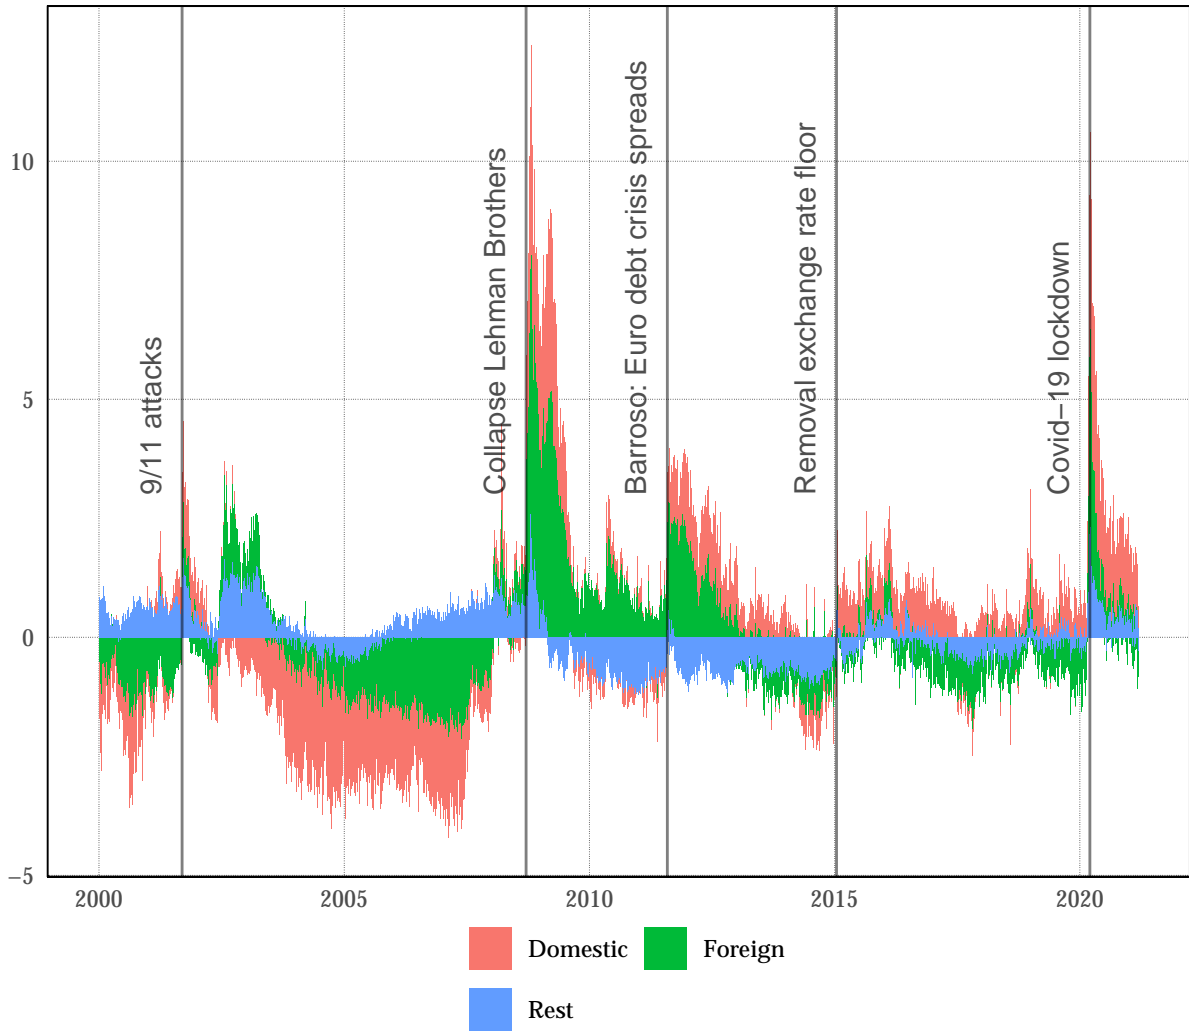 10
5
0
−5
9/11 attacks
Collapse Lehman Brothers
Barroso: Euro debt crisis spreads
Removal exchange rate floor
Covid−19 lockdown
2000
2005
2010
2015
2020
Domestic
Foreign
Rest